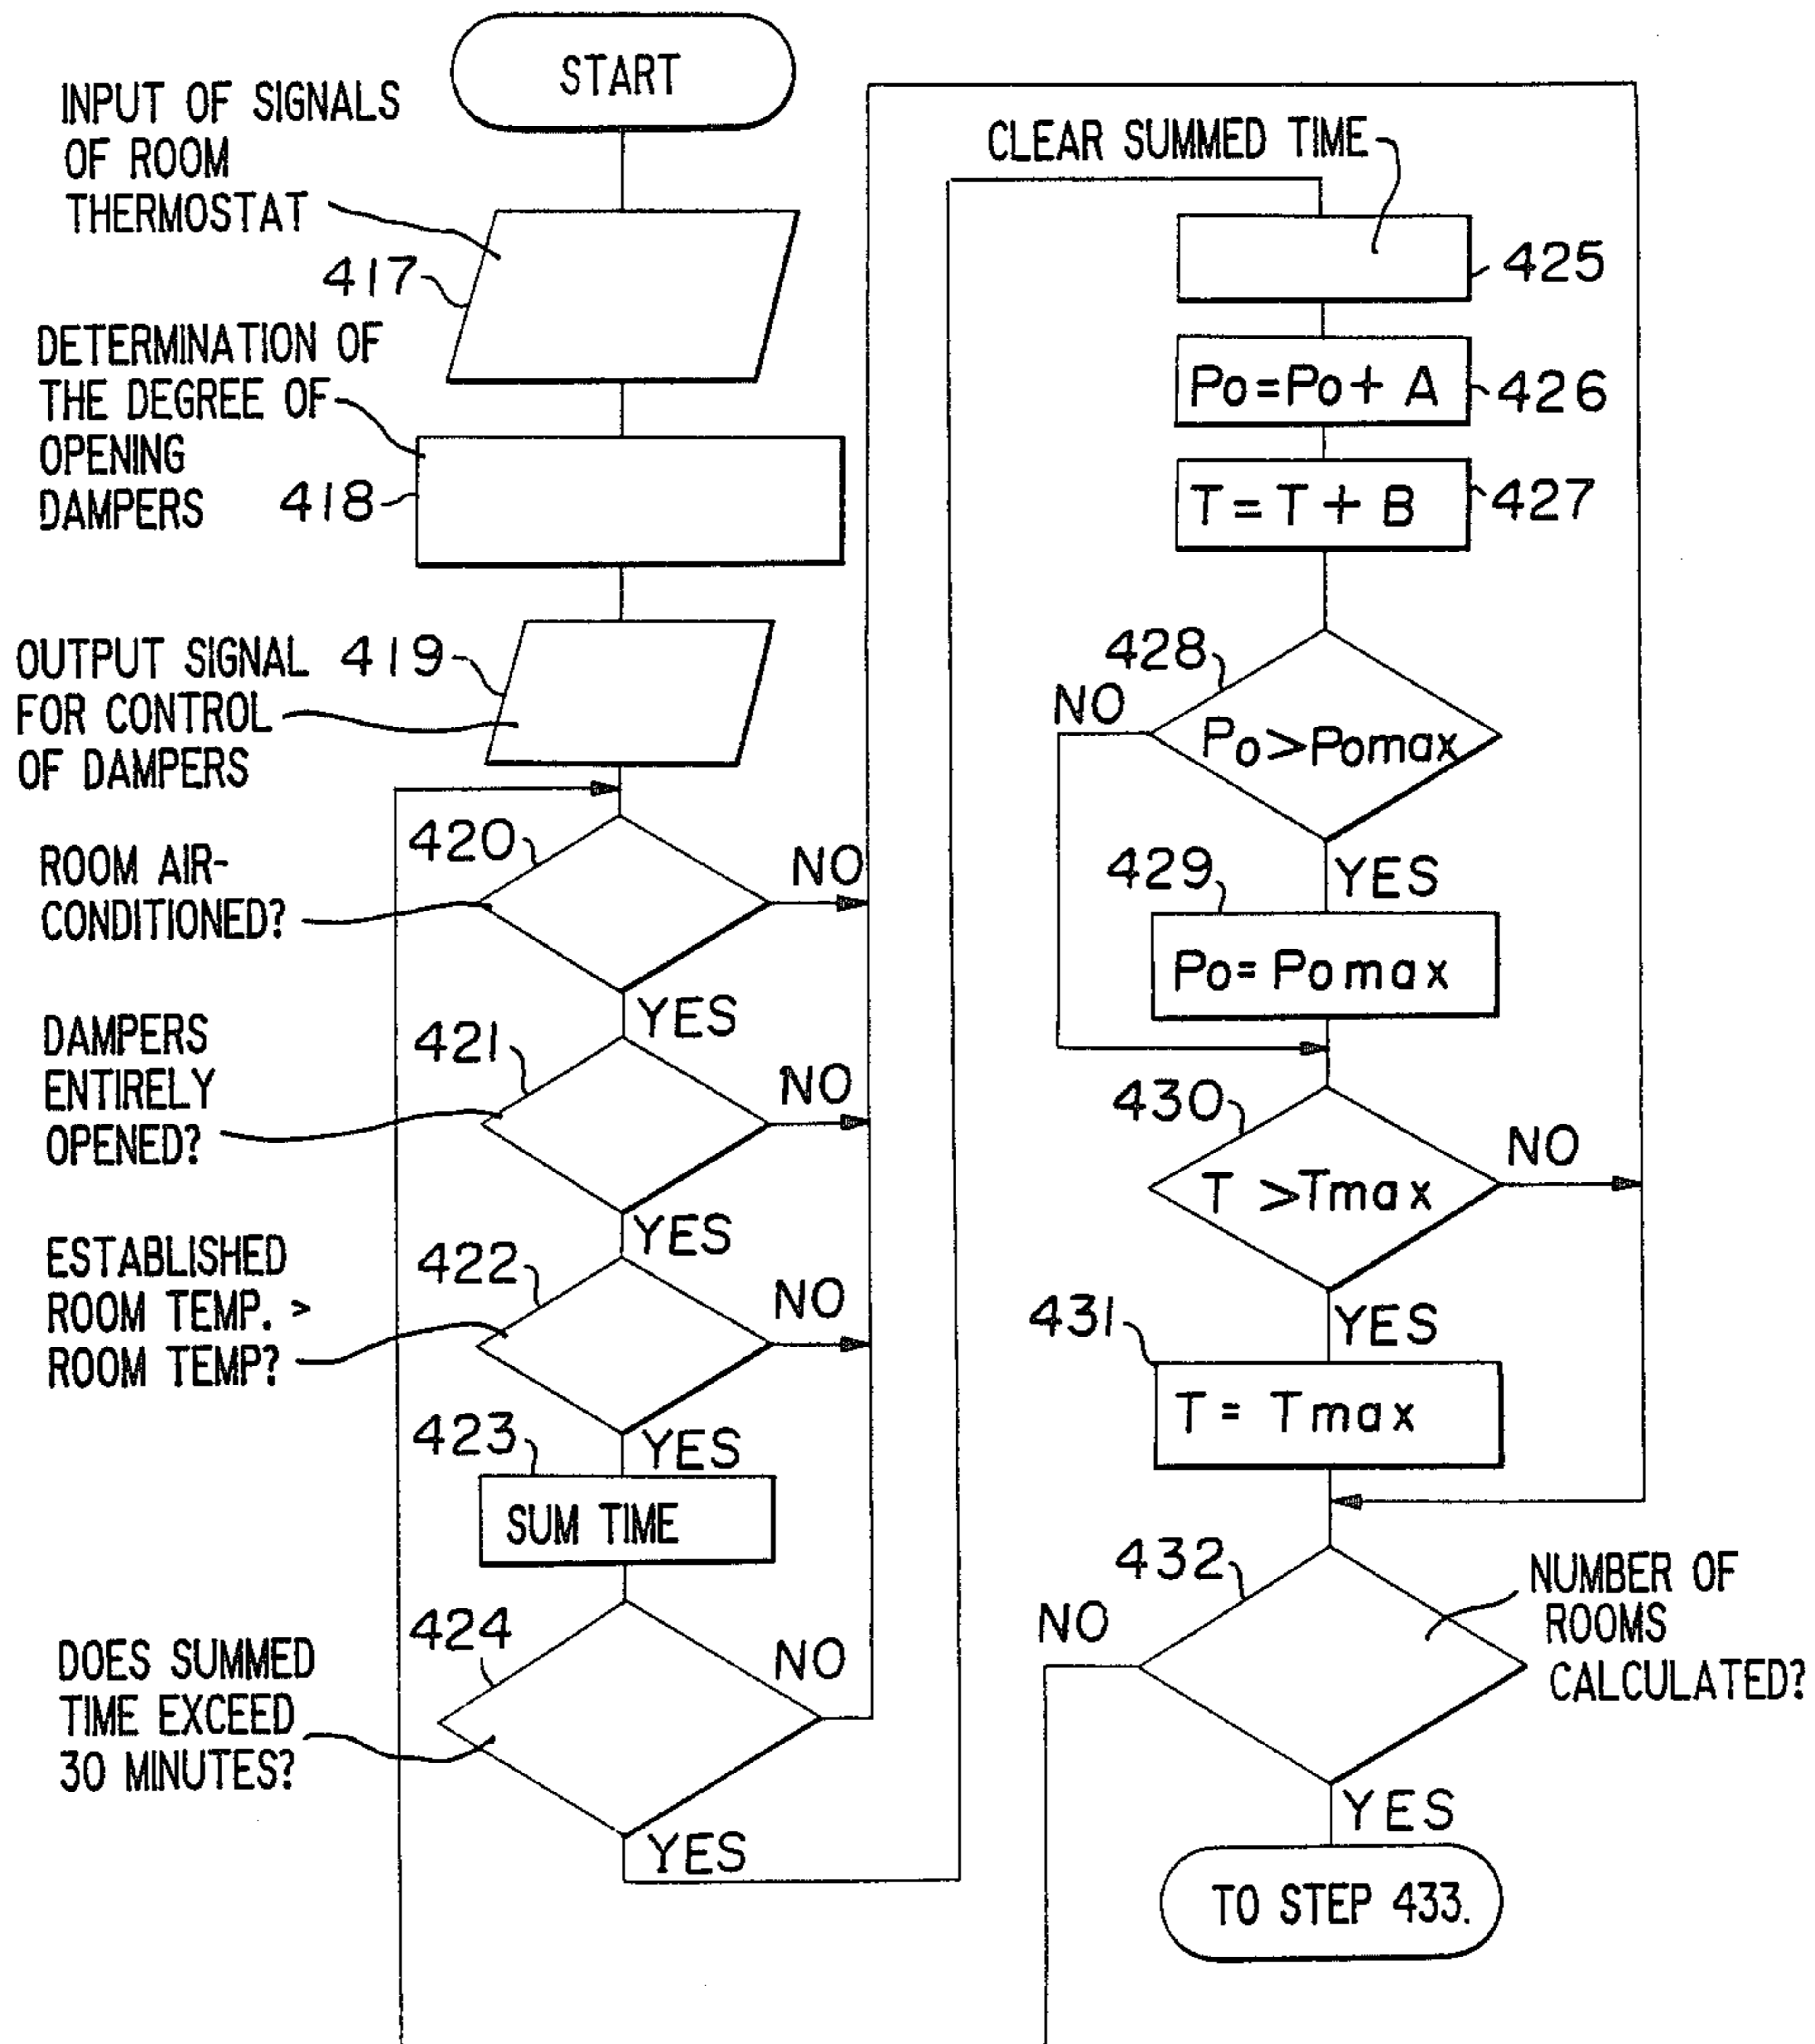 START
INPUT OF SIGNALS
OF ROOM
THERMOSTAT
417
DETERMINATION OF
THE DEGREE OF
OPENING
DAMPERS
418
OUTPUT SIGNAL
FOR CONTROL
OF DAMPERS
419
ROOM AIR-
CONDITIONED?
420
NO
YES
DAMPERS
ENTIRELY
OPENED?
421
NO
YES
ESTABLISHED
ROOM TEMP. >
ROOM TEMP?
422
NO
YES
423
SUM TIME
DOES SUMMED
TIME EXCEED
30 MINUTES?
424
NO
YES
CLEAR SUMMED TIME
425
Po=Po+ A
426
T=T+B
427
428
NO
Po>Pomax
YES
429
Po=Pomax
430
NO
T >Tmax
YES
431
T= Tmax
432
NO
NUMBER OF
ROOMS
CALCULATED?
YES
TO STEP 433.